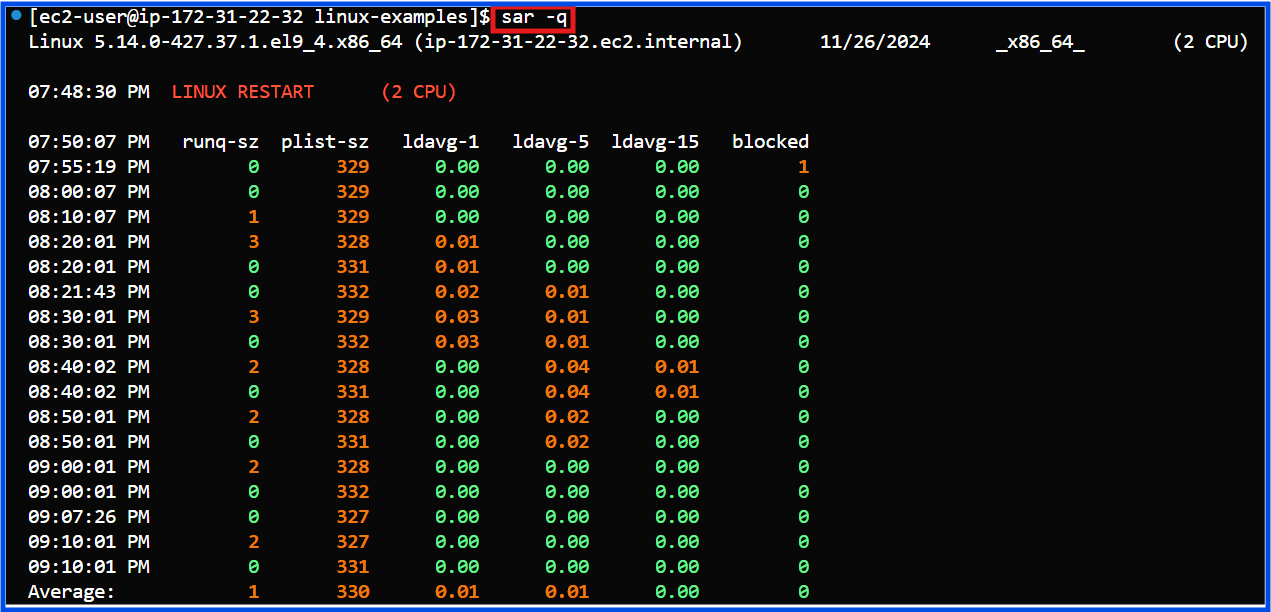 [ec2-user@ip-172-31-22-32 linux-examples]$ sar -q
Linux 5.14.0-427.37.1.el9_4.x86_64 (ip-172-31-22-32.ec2.internal) 11/26/2024 _x86_64_ (2 CPU)
07:48:30 PM LINUX RESTART (2 CPU)
07:50:07 PM runq-sz plist-sz ldavg-1 ldavg-5 ldavg-15 blocked
07:55:19 PM 0 329 0.00 0.00 0.00 1
08:00:07 PM 0 329 0.00 0.00 0.00 0
08:10:07 PM 1 329 0.00 0.00 0.00 0
08:20:01 PM 3 328 0.01 0.00 0.00 0
08:20:01 PM 0 331 0.01 0.00 0.00 0
08:21:43 PM 0 332 0.02 0.01 0.00 0
08:30:01 PM 3 329 0.03 0.01 0.00 0
08:30:01 PM 0 332 0.03 0.01 0.00 0
08:40:02 PM 2 328 0.00 0.04 0.01 0
08:40:02 PM 0 331 0.00 0.04 0.01 0
08:50:01 PM 2 328 0.00 0.02 0.00 0
08:50:01 PM 0 331 0.00 0.02 0.00 0
09:00:01 PM 2 328 0.00 0.00 0.00 0
09:00:01 PM 0 332 0.00 0.00 0.00 0
09:07:26 PM 0 327 0.00 0.00 0.00 0
09:10:01 PM 2 327 0.00 0.00 0.00 0
09:10:01 PM 0 331 0.00 0.00 0.00 0
Average: 1 330 0.01 0.01 0.00 0